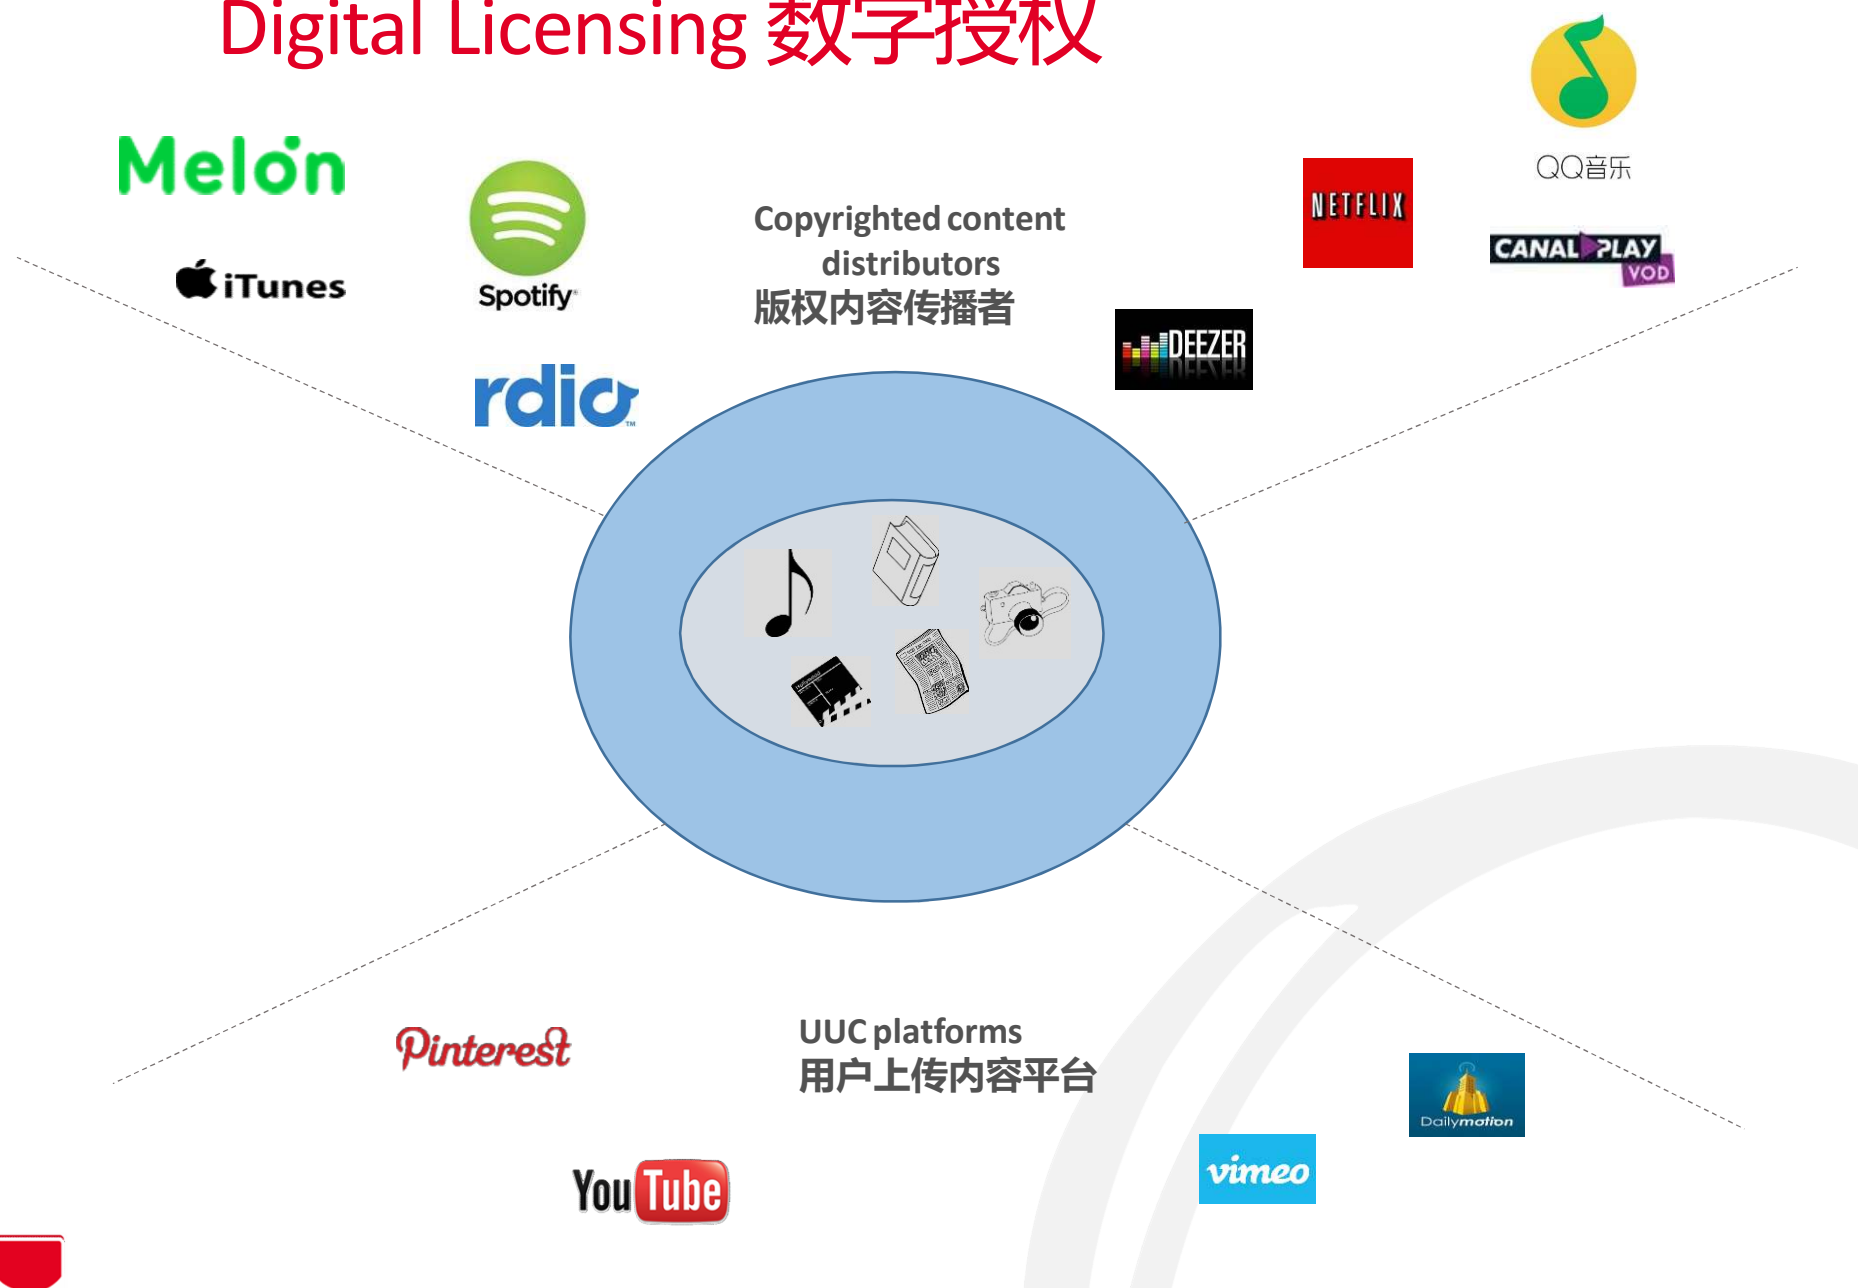 Digital Licensing 数字授权
QQ音乐
Melon
NETFLIX
Spotify
Copyrighted content
distributors
版权内容传播者
CANAL PLAY
VOD
iTunes
DEEZER
rdio
TM
Pinterest
UUC platforms
用户上传内容平台
Dailymotion
vimeo
YouTube